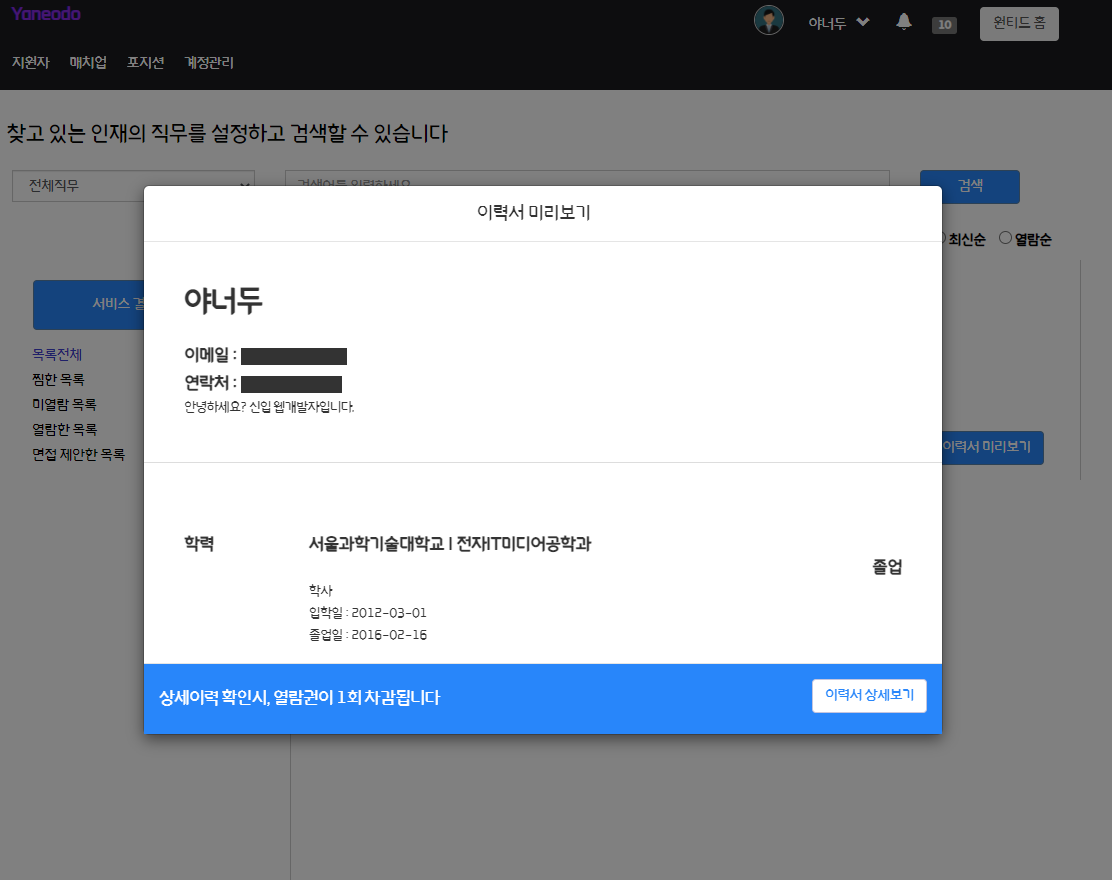 Yaneodo
야너두
10
원티드 홈
지원자 매치업 포지션 계정관리
찾고 있는 인재의 직무를 설정하고 검색할 수 있습니다
전체직무
검색어를 입력하세요
검색
최신순 열람순
서비스
목록전체
찜한 목록
미열람 목록
열람한 목록
면접 제안한 목록
이력서 미리보기
이력서 미리보기
야너두
이메일 :
연락처 :
안녕하세요? 신입 웹개발자입니다.
학력
서울과학기술대학교 | 전자IT미디어공학과
졸업
학사
입학일 : 2012-03-01
졸업일 : 2016-02-16
상세이력 확인시, 열람권이 1회 차감됩니다
이력서 상세보기